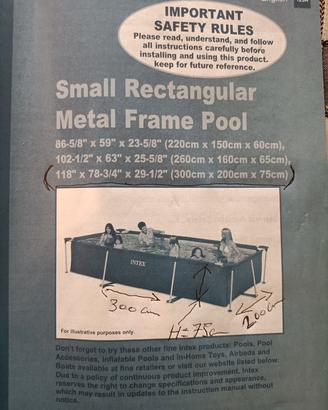 English
IMPORTANT
SAFETY RULES
Please read, understand, and follow
all instructions carefully before
installing and using this product.
keep for future reference.
Small Rectangular
Metal Frame Pool
86-5/8" x 59" x 23-5/8" (220cm x 150cm x 60cm),
102-1/2" x 63" x 25-5/8" (260cm x 160cm x 65cm),
118" x 78-3/4" x 29-1/2" (300cm x 200cm x 75cm)
INTEX
300cm
H=75cm
200cm
For illustrative purposes only.
Don't forget to try these other fine Intex products: Pools, Pool
Accessories, Inflatable Pools and In-Home Toys, Airbeds and
Boats available at fine retailers or visit our website listed below.
Due to a policy of continuous product improvement, Intex
reserves the right to change specifications and appearance,
which may result in updates to the instruction manual without
notice.